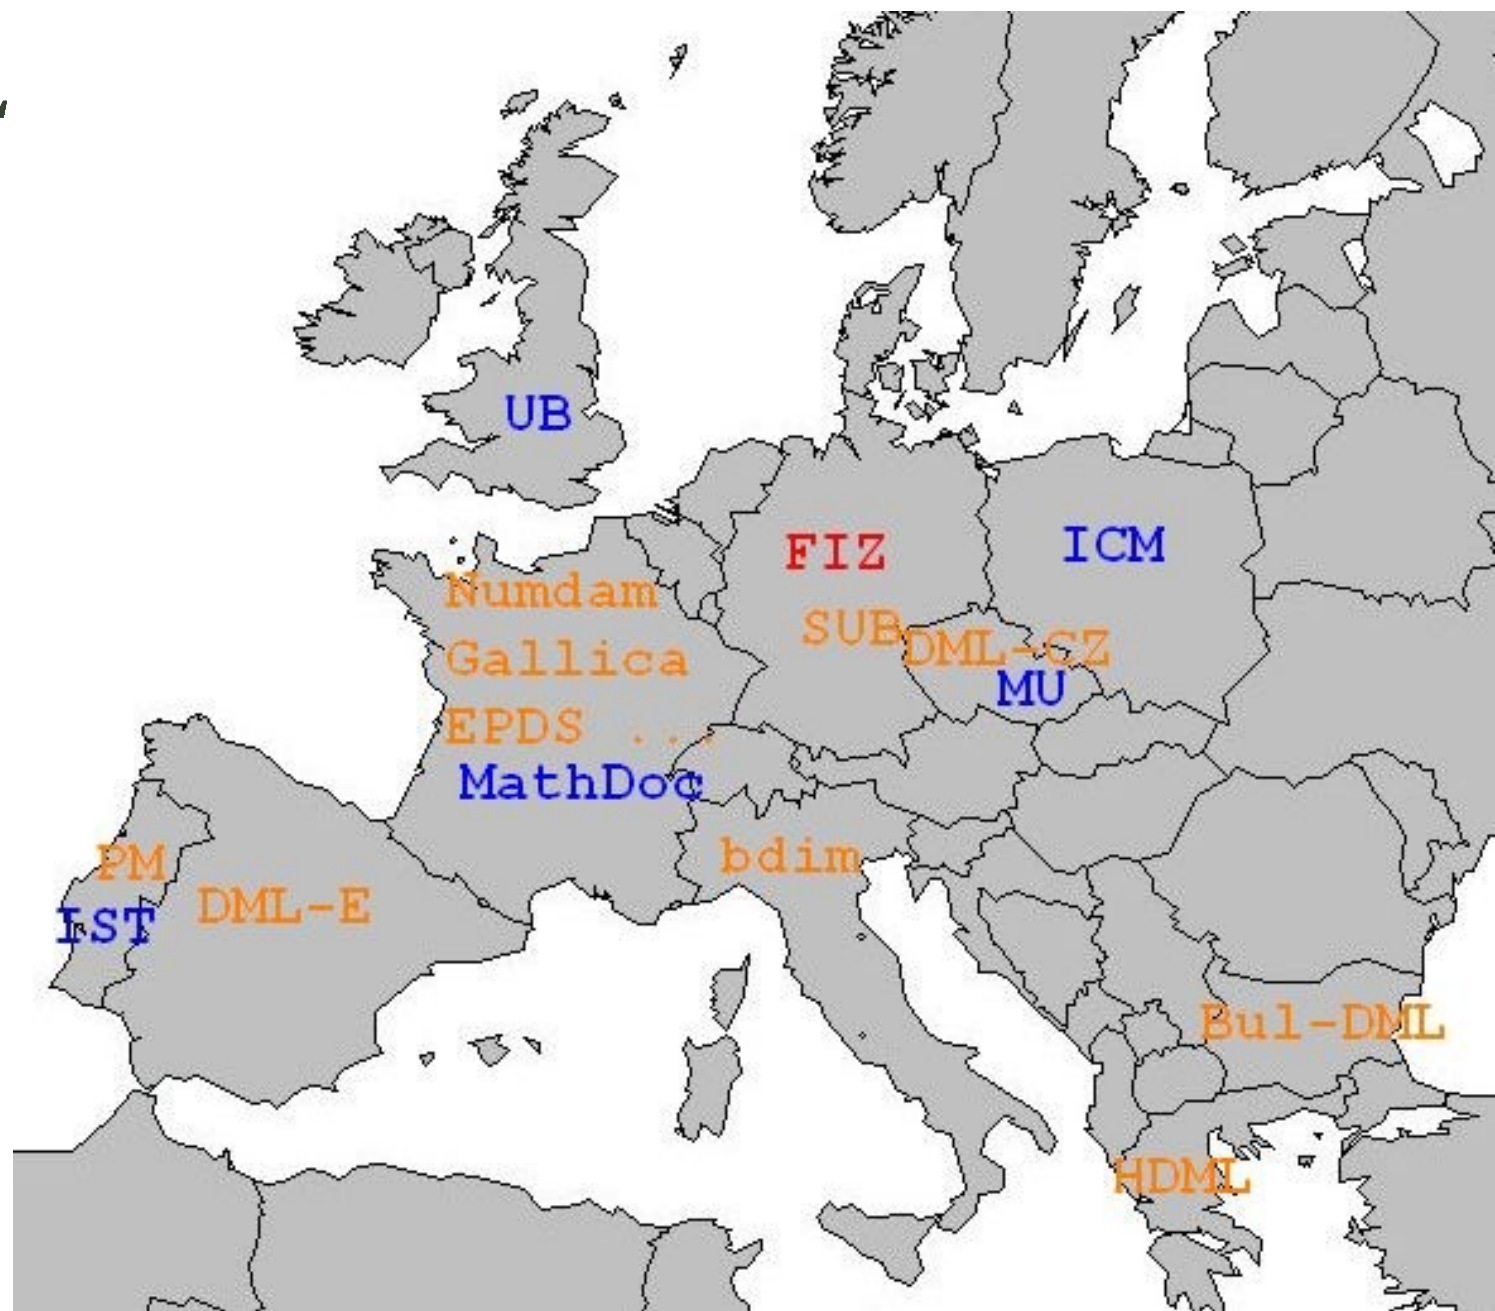 UB
FIZ
ICM
Numdam
SUB
DML-CZ
Gallica
MU
EPDS ...
MathDoc
PM
bdim
DML-E
IST
Bul-DML
HDML